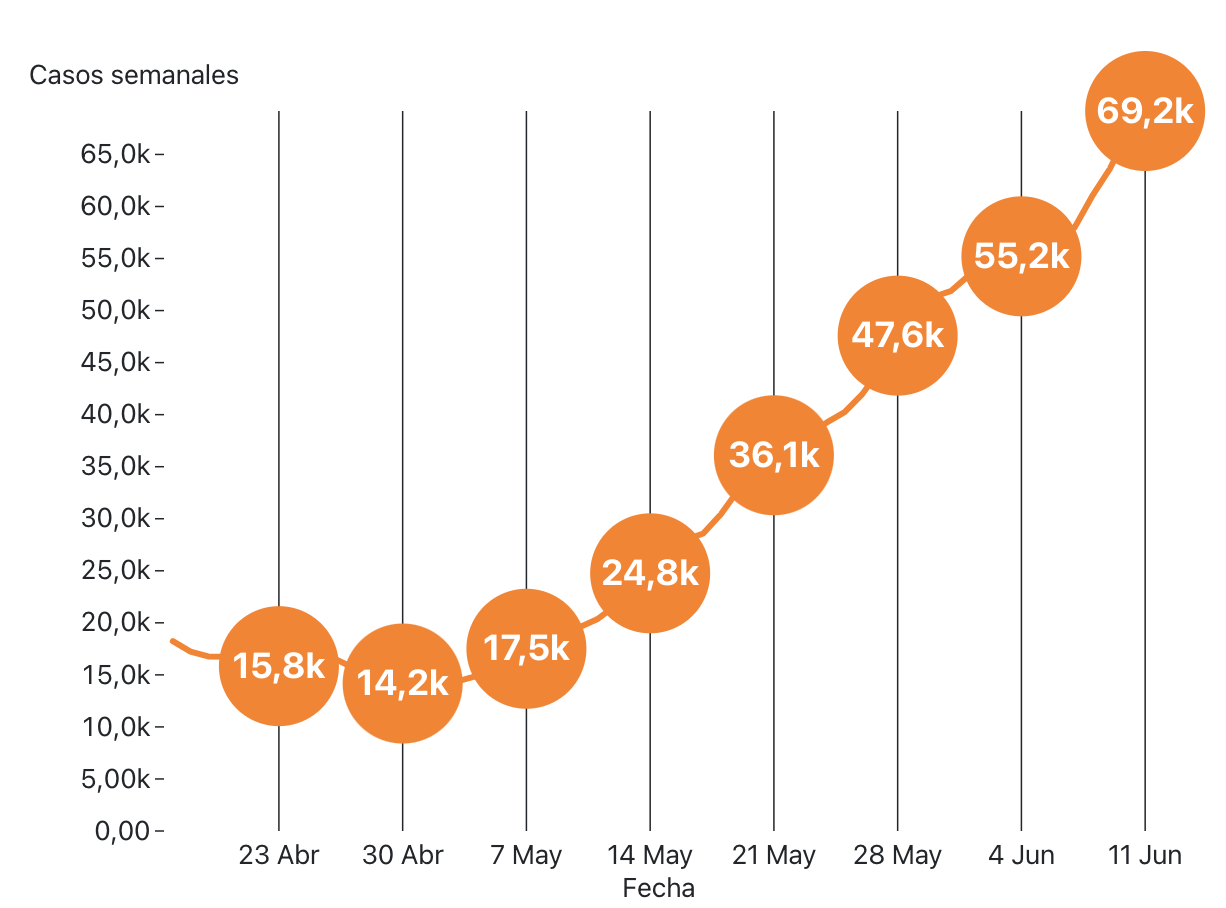 Casos semanales
69,2k
65,0k
60,0k
55,2k
55,0k
50,0k
47,6k
45,0k
40,0k
36,1k
35,0k
30,0k
24,8k
25,0k
20,0k
17,5k
15,8k
14,2k
15,0k
10,0k
5,00k
0,00
23 Abr 30 Abr 7 May 14 May 21 May 28 May 4 Jun 11 Jun
Fecha